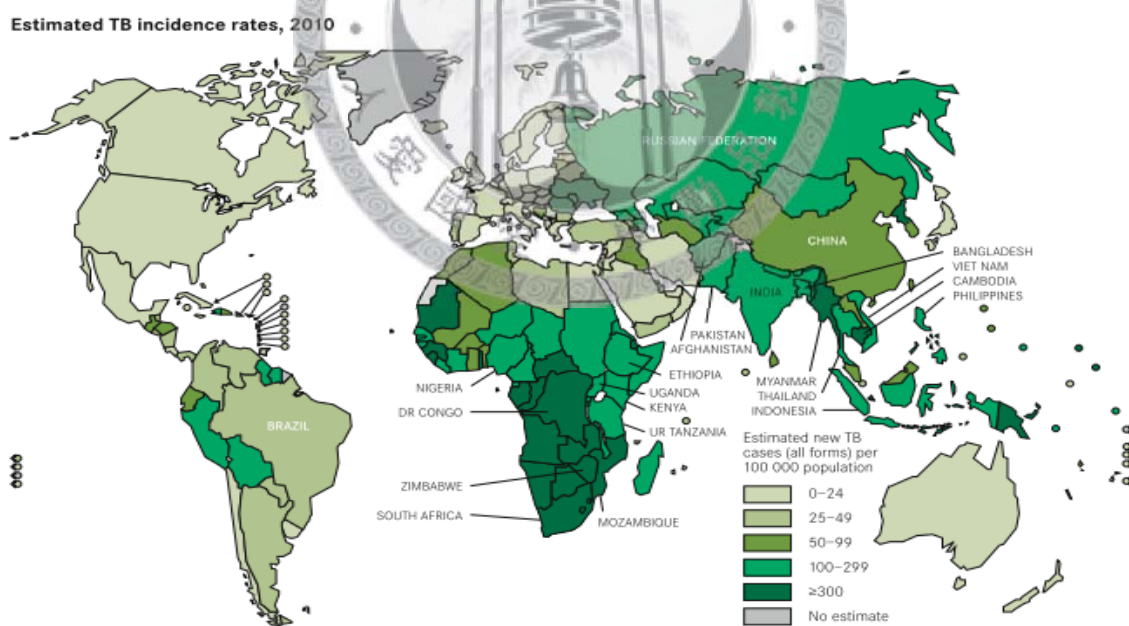 Estimated TB incidence rates, 2010
RUSSIAN FEDERATION
CHINA
BANGLADESH
VIET NAM
CAMBODIA
PHILIPPINES
INDIA
PAKISTAN
AFGHANISTAN
ETHIOPIA
UGANDA
KENYA
UR TANZANIA
NIGERIA
DR CONGO
MYANMAR
THAILAND
INDONESIA
BRAZIL
ZIMBABWE
SOUTH AFRICA
MOZAMBIQUE
Estimated new TB
cases (all forms) per
100 000 population
0–24
25–49
50–99
100–299
≥300
No estimate